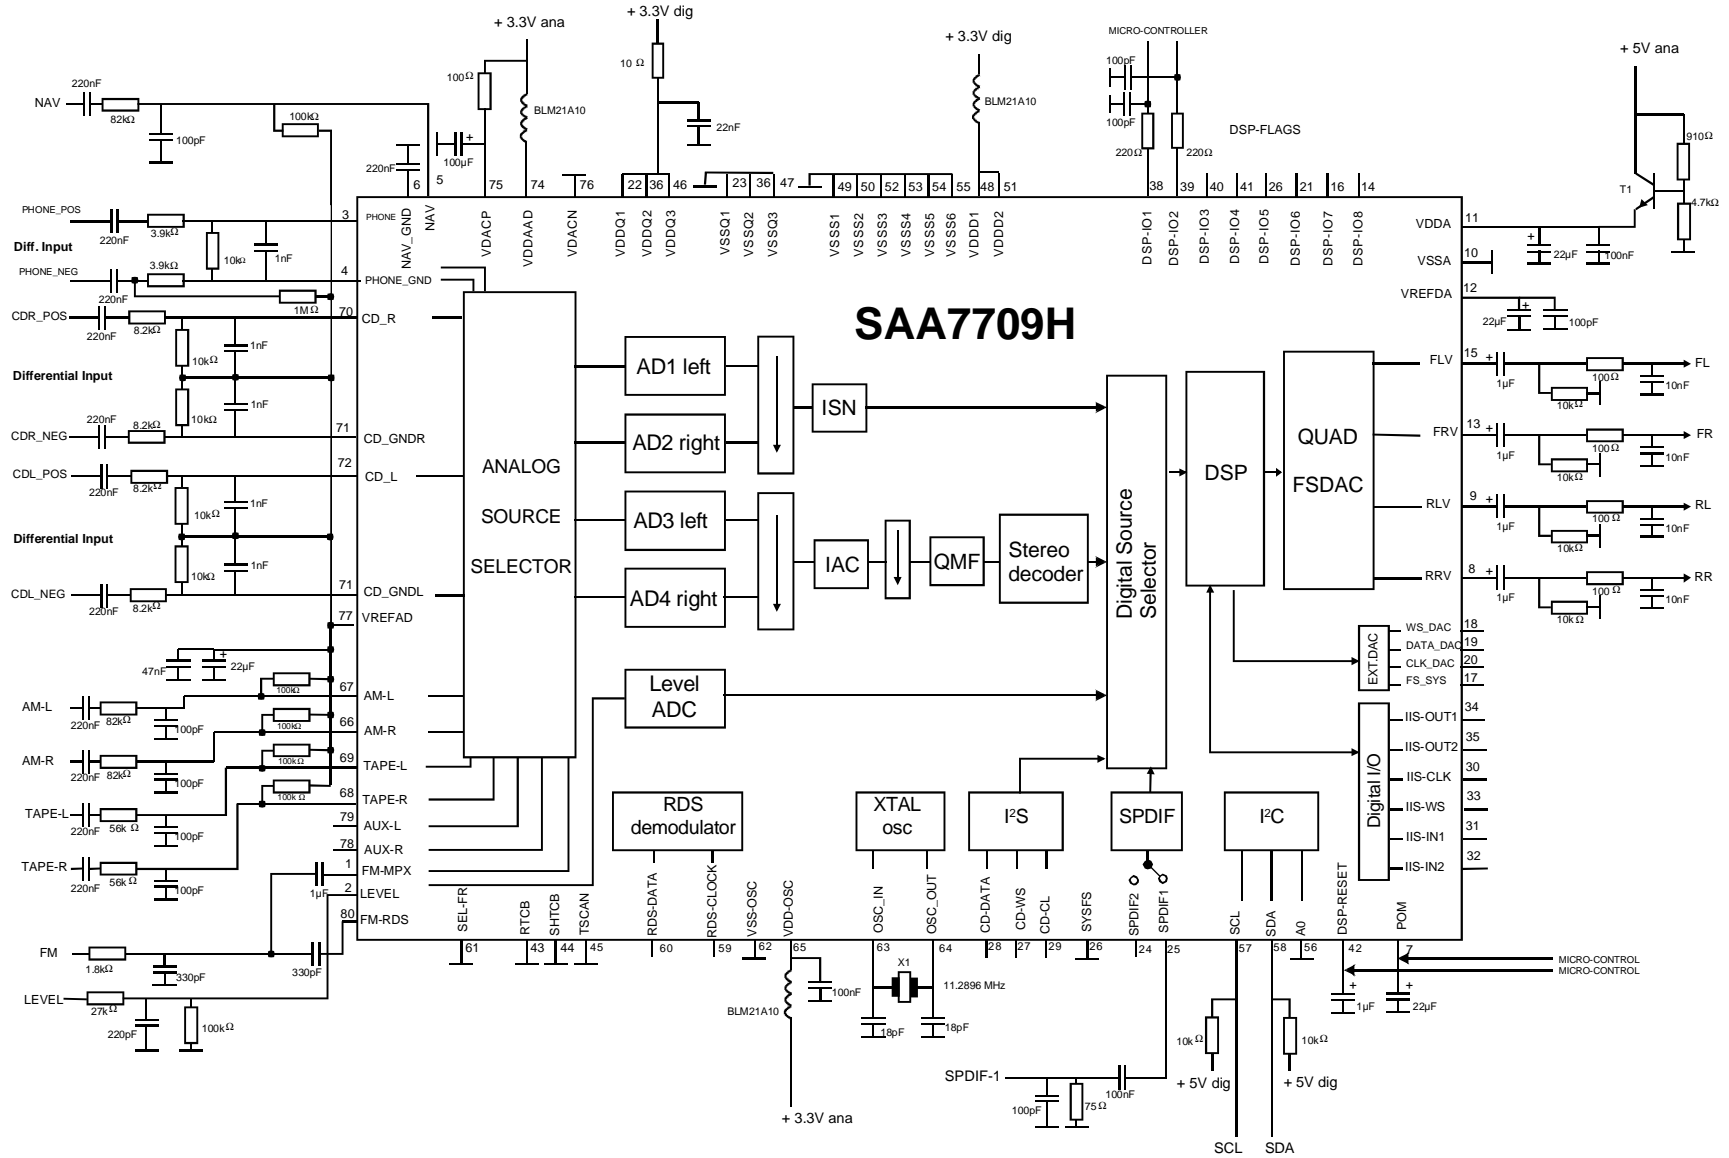 + 3.3V ana
+ 3.3V dig
+ 3.3V dig
MICRO-CONTROLLER
+ 5V ana
220nF
NAV
82kΩ
100pF
100kΩ
100Ω
BLM21A10
10 Ω
22nF
BLM21A10
100pF
100pF
220Ω
220Ω
DSP-FLAGS
910Ω
T1
4.7kΩ
220nF
100µF
+
6
5
75
74
76
22
36
46
23
36
47
49
50
52
53
54
55
48
51
38
39
40
41
26
21
16
14
NAV_GND
NAV
VDACP
VDDAAD
VDACN
VDDQ1
VDDQ2
VDDQ3
VSSQ1
VSSQ2
VSSQ3
VSSS1
VSSS2
VSSS3
VSSS4
VSSS5
VSSS6
VDDD1
VDDD2
DSP-IO1
DSP-IO2
DSP-IO3
DSP-IO4
DSP-IO5
DSP-IO6
DSP-IO7
DSP-IO8
PHONE_POS
220nF
3.9kΩ
3
PHONE
Diff. Input
10kΩ
1nF
PHONE_NEG
220nF
3.9kΩ
4
PHONE_GND
1MΩ
CDR_POS
220nF
8.2kΩ
70
CD_R
10kΩ
1nF
Differential Input
10kΩ
1nF
220nF
CDR_NEG
8.2kΩ
71
CD_GNDR
CDL_POS
220nF
8.2kΩ
72
CD_L
10kΩ
1nF
Differential Input
10kΩ
1nF
CDL_NEG
220nF
8.2kΩ
71
CD_GNDL
77
VREFAD
47nF
+
22µF
100kΩ
67
AM-L
AM-L
220nF
82kΩ
100pF
100kΩ
66
AM-R
AM-R
220nF
82kΩ
100pF
100kΩ
69
TAPE-L
100k Ω
68
TAPE-R
TAPE-L
220nF
56k Ω
100pF
79
AUX-L
78
AUX-R
TAPE-R
220nF
56kΩ
100pF
1
FM-MPX
1µF
2
LEVEL
80
FM-RDS
FM
1.8kΩ
330pF
330pF
LEVEL
27kΩ
220pF
100kΩ
SAA7709H
ANALOG
SOURCE
SELECTOR
AD1 left
AD2 right
AD3 left
AD4 right
Level
ADC
ISN
IAC
QMF
Stereo
decoder
Digital Source
Selector
DSP
QUAD
FSDAC
RDS
demodulator
XTAL
osc
I²S
SPDIF
I²C
EXT.DAC
Digital I/O
VDDA
11
+
22µF
100nF
VSSA
10
VREFDA
12
22µF
+
100pF
FLV
15
+
1µF
100Ω
10kΩ
10nF
FL
FRV
13
+
1µF
100Ω
10kΩ
10nF
FR
RLV
9
+
1µF
100 Ω
10kΩ
10nF
RL
RRV
8
+
1µF
100 Ω
10kΩ
10nF
RR
WS_DAC
18
DATA_DAC
19
CLK_DAC
20
FS_SYS
17
IIS-OUT1
34
IIS-OUT2
35
IIS-CLK
30
IIS-WS
33
IIS-IN1
31
IIS-IN2
32
SEL-FR
RTCB
SHTCB
TSCAN
RDS-DATA
RDS-CLOCK
VSS-OSC
VDD-OSC
OSC_IN
OSC_OUT
CD-DATA
CD-WS
CD-CL
SYSFS
SPDIF2
SPDIF1
SCL
SDA
A0
DSP-RESET
POM
61
43
44
45
60
59
62
65
63
64
28
27
29
26
24
25
57
58
56
42
7
MICRO-CONTROL
MICRO-CONTROL
100nF
BLM21A10
X1
11.2896 MHz
18pF
18pF
+
1µF
+
22µF
10kΩ
10kΩ
+ 5V dig
+ 5V dig
SPDIF-1
100pF
75Ω
100nF
+ 3.3V ana
SCL
SDA